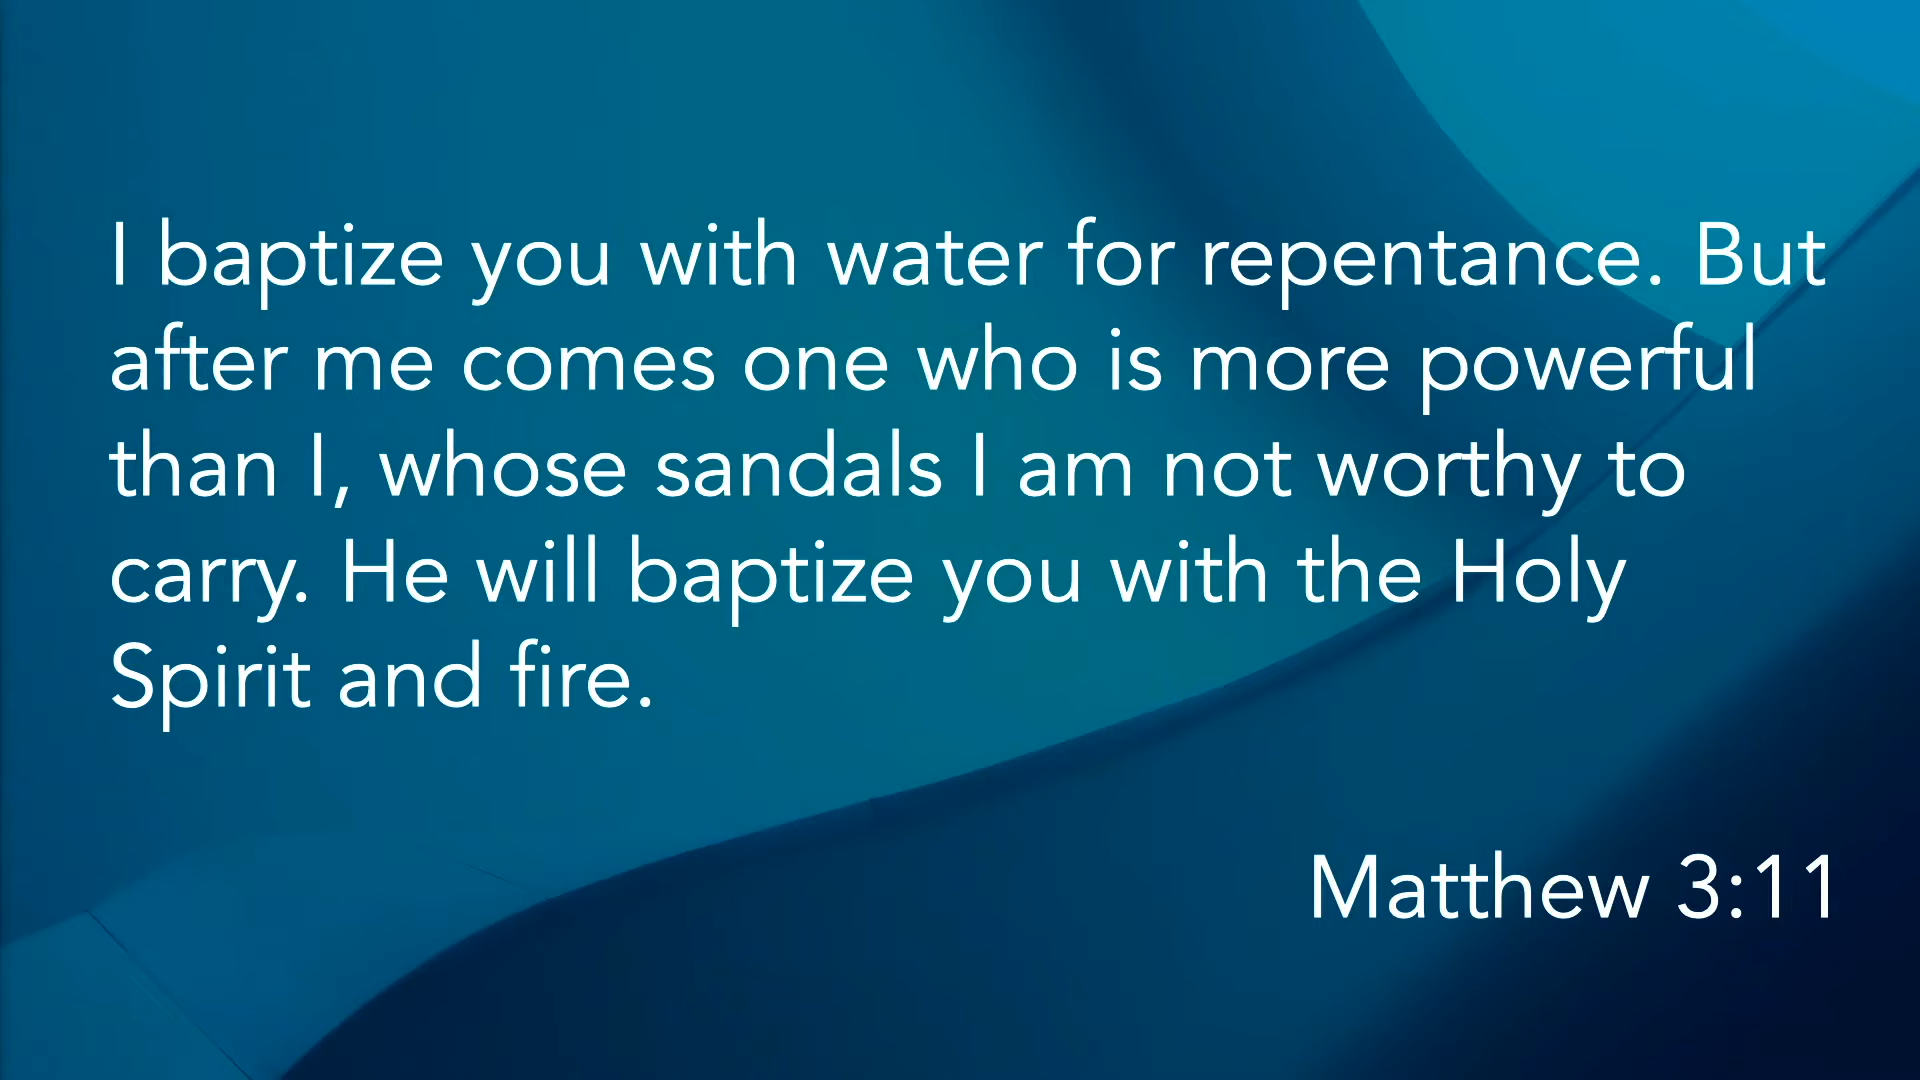 I baptize you with water for repentance. But
after me comes one who is more powerful
than I, whose sandals I am not worthy to
carry. He will baptize you with the Holy
Spirit and fire.
Matthew 3:11